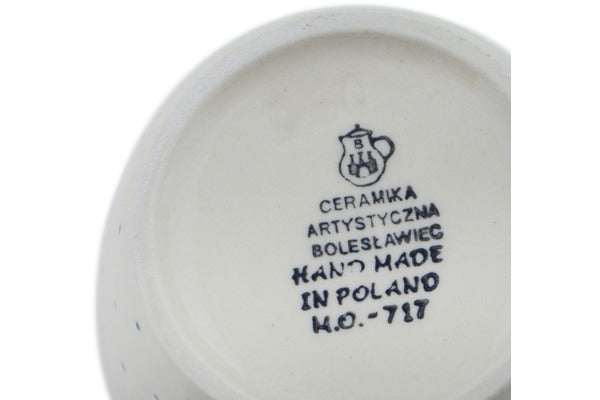 B
CERAMIKA
ARTYSTYCZNA
BOLESŁAWIEC
HAND MADE
IN POLAND
M.O.-717